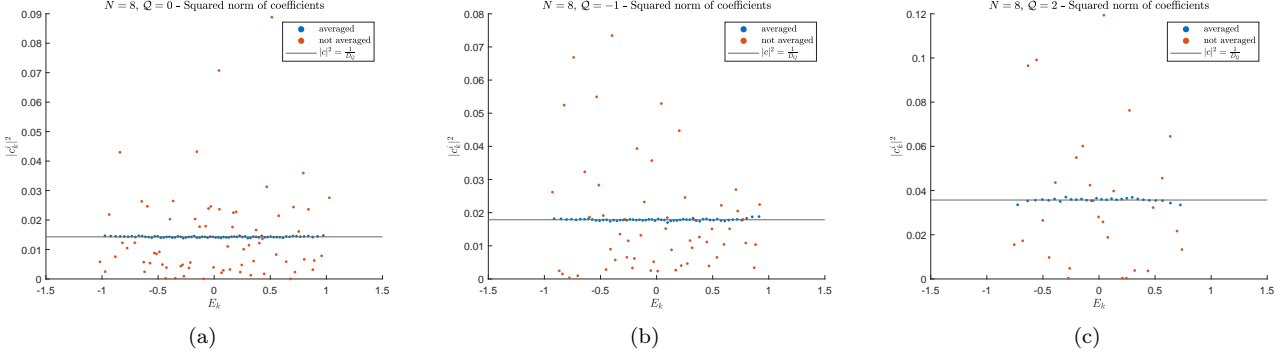 N = 8, Q = 0 - Squared norm of coefficients
0.09
0.08
0.07
0.06
0.05
0.04
0.03
0.02
0.01
0
|c_k^i|^2
averaged
not averaged
|c|^2 = 1/D_Q
-1.5 -1 -0.5 0 0.5 1 1.5
E_k
(a)
N = 8, Q = −1 - Squared norm of coefficients
0.08
0.07
0.06
0.05
0.04
0.03
0.02
0.01
0
|c_k^i|^2
averaged
not averaged
|c|^2 = 1/D_Q
-1.5 -1 -0.5 0 0.5 1 1.5
E_k
(b)
N = 8, Q = 2 - Squared norm of coefficients
0.12
0.1
0.08
0.06
0.04
0.02
0
|c_k^i|^2
averaged
not averaged
|c|^2 = 1/D_Q
-1.5 -1 -0.5 0 0.5 1 1.5
E_k
(c)